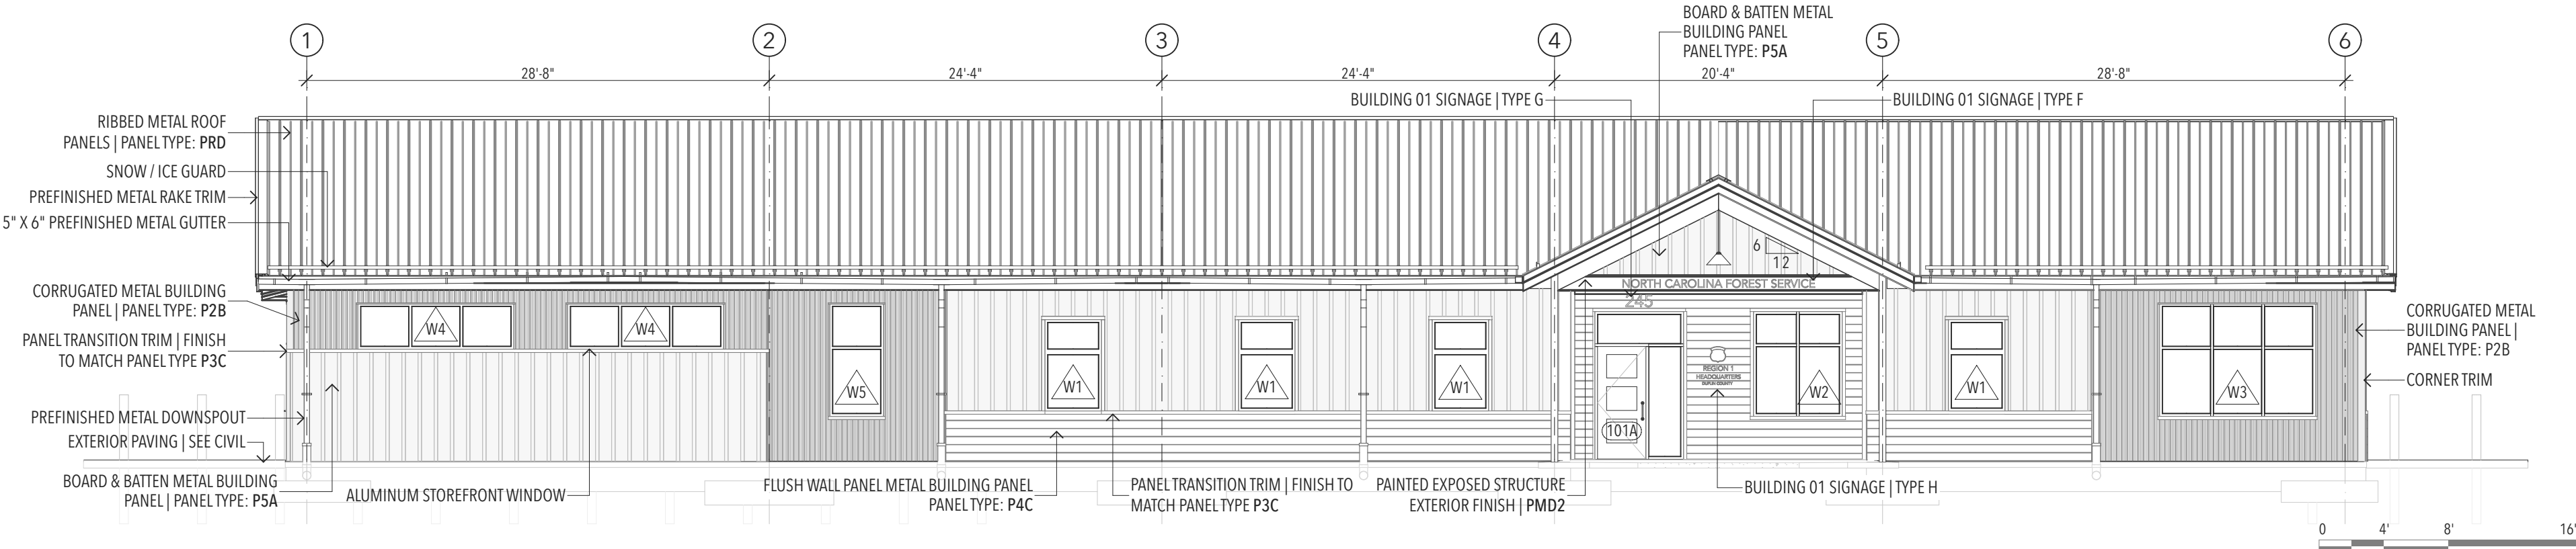 1
2
3
4
5
6
28'-8"
24'-4"
24'-4"
20'-4"
28'-8"
BOARD & BATTEN METAL
BUILDING PANEL
PANEL TYPE: P5A
BUILDING 01 SIGNAGE | TYPE G
BUILDING 01 SIGNAGE | TYPE F
RIBBED METAL ROOF
PANELS | PANEL TYPE: PRD
SNOW / ICE GUARD
PREFINISHED METAL RAKE TRIM
5" X 6" PREFINISHED METAL GUTTER
CORRUGATED METAL BUILDING
PANEL | PANEL TYPE: P2B
PANEL TRANSITION TRIM | FINISH
TO MATCH PANEL TYPE P3C
PREFINISHED METAL DOWNSPOUT
EXTERIOR PAVING | SEE CIVIL
BOARD & BATTEN METAL BUILDING
PANEL | PANEL TYPE: P5A
ALUMINUM STOREFRONT WINDOW
FLUSH WALL PANEL METAL BUILDING PANEL
PANEL TYPE: P4C
PANEL TRANSITION TRIM | FINISH TO
MATCH PANEL TYPE P3C
PAINTED EXPOSED STRUCTURE
EXTERIOR FINISH | PMD2
BUILDING 01 SIGNAGE | TYPE H
CORRUGATED METAL
BUILDING PANEL |
PANEL TYPE: P2B
CORNER TRIM
6
12
NORTH CAROLINA FOREST SERVICE
245
REGION 1
HEADQUARTERS
DUPLIN COUNTY
101A
W4
W4
W5
W1
W1
W1
W2
W1
W3
0
4'
8'
16'